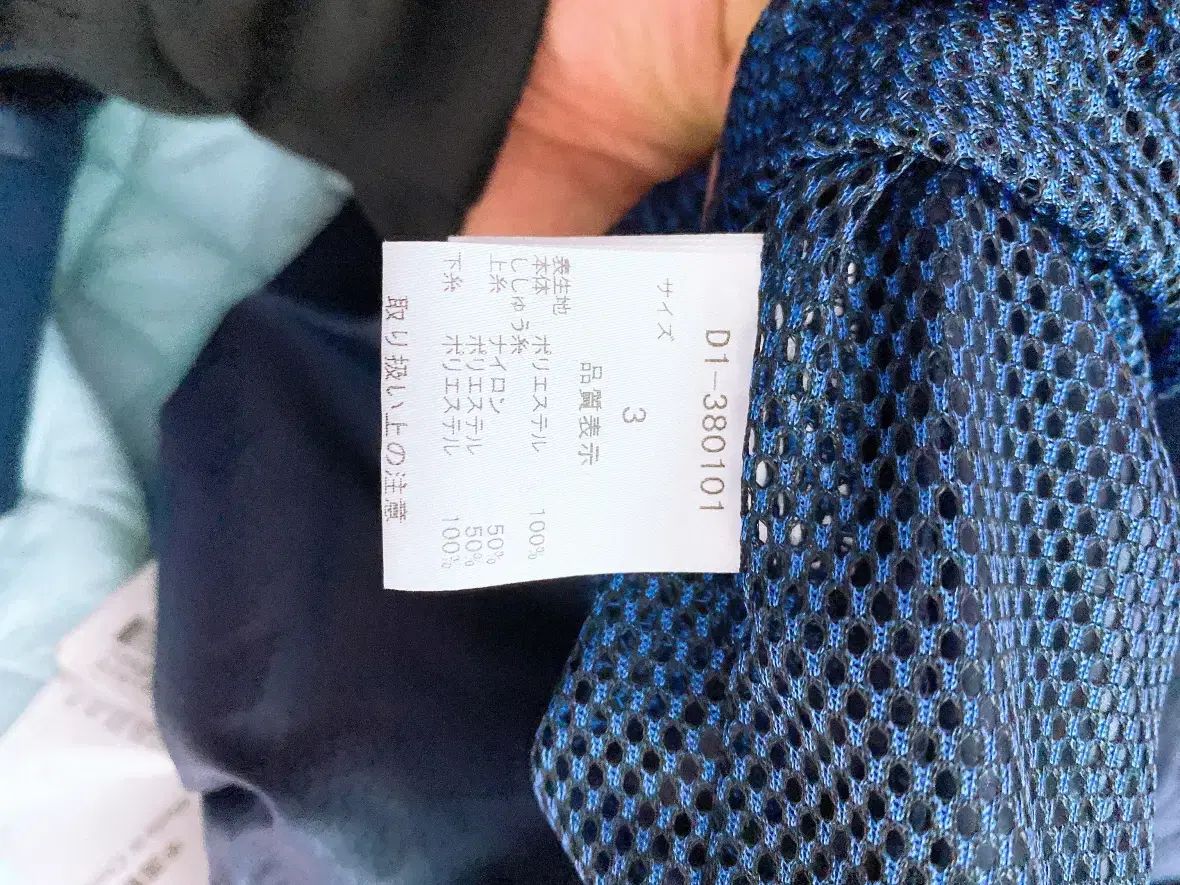 D1-380101
サイズ
3
品質表示
表生地
本体 ポリエステル 100%
ししゅう糸
上糸 ナイロン 50%
ポリエステル 50%
下糸 ポリエステル 100%
取り扱い上の注意